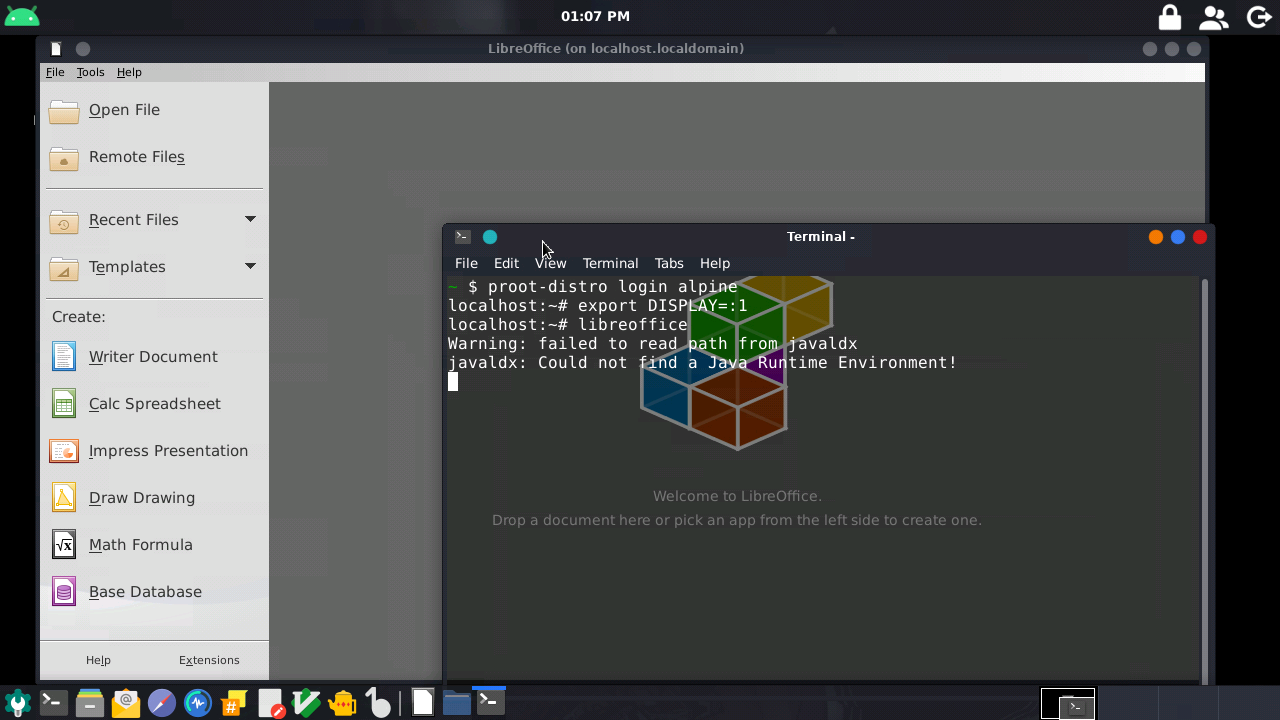 01:07 PM
LibreOffice (on localhost.localdomain)
File Tools Help
Open File
Remote Files
Recent Files
Templates
Create:
Writer Document
Calc Spreadsheet
Impress Presentation
Draw Drawing
Math Formula
Base Database
Help Extensions
Terminal -
File Edit View Terminal Tabs Help
~ $ proot-distro login alpine
localhost:~# export DISPLAY=:1
localhost:~# libreoffice
Warning: failed to read path from javaldx
javaldx: Could not find a Java Runtime Environment!
Welcome to LibreOffice.
Drop a document here or pick an app from the left side to create one.